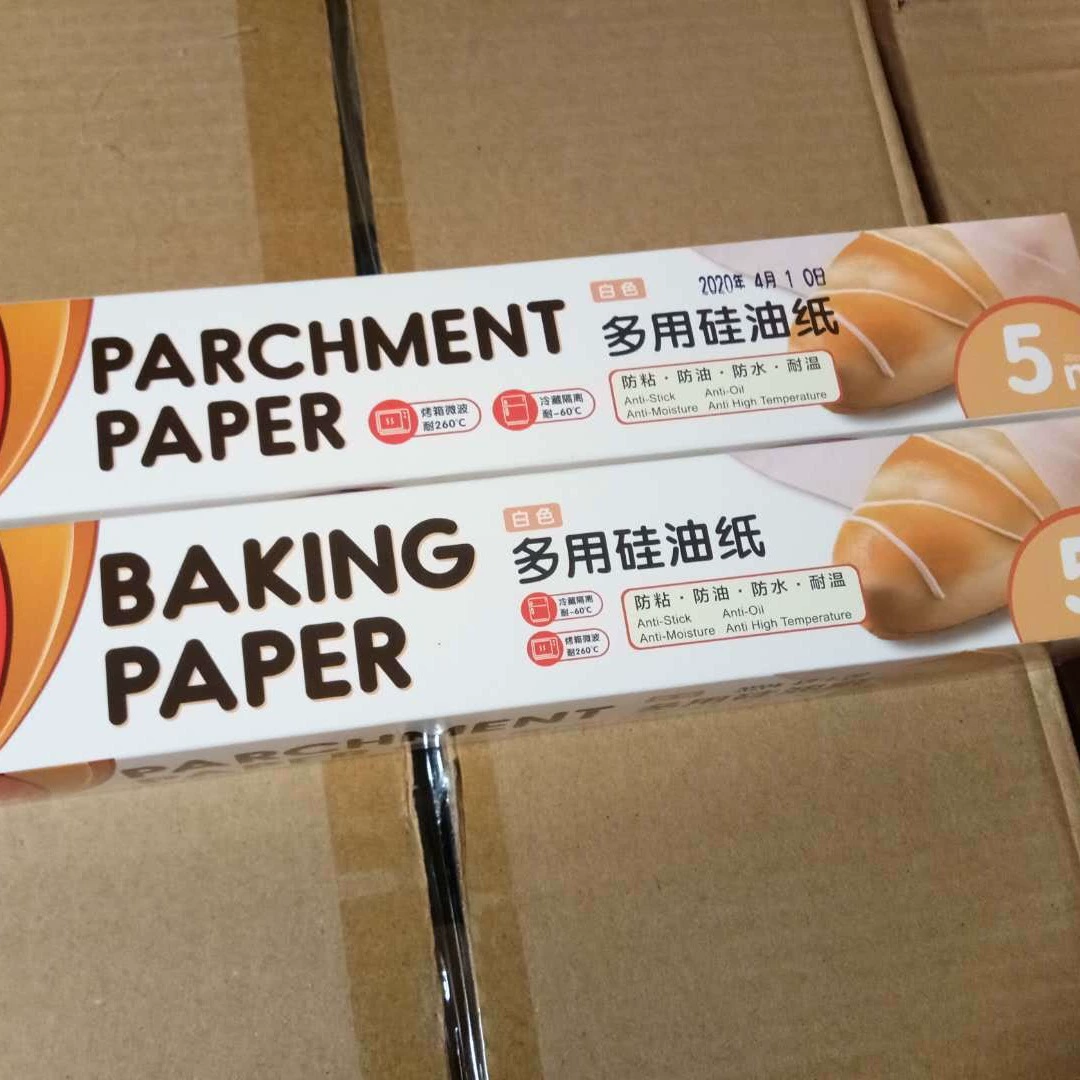 PARCHMENT
PAPER
白色
2020年 4月 1 0日
多用硅油纸
烤箱微波
耐260℃
冷藏隔离
耐-60℃
防粘·防油·防水·耐温
Anti-Stick Anti-Oil
Anti-Moisture Anti High Temperature
5
BAKING
PAPER
白色
多用硅油纸
冷藏隔离
耐-60℃
烤箱微波
耐260℃
防粘·防油·防水·耐温
Anti-Stick Anti-Oil
Anti-Moisture Anti High Temperature
5
PARCHMENT